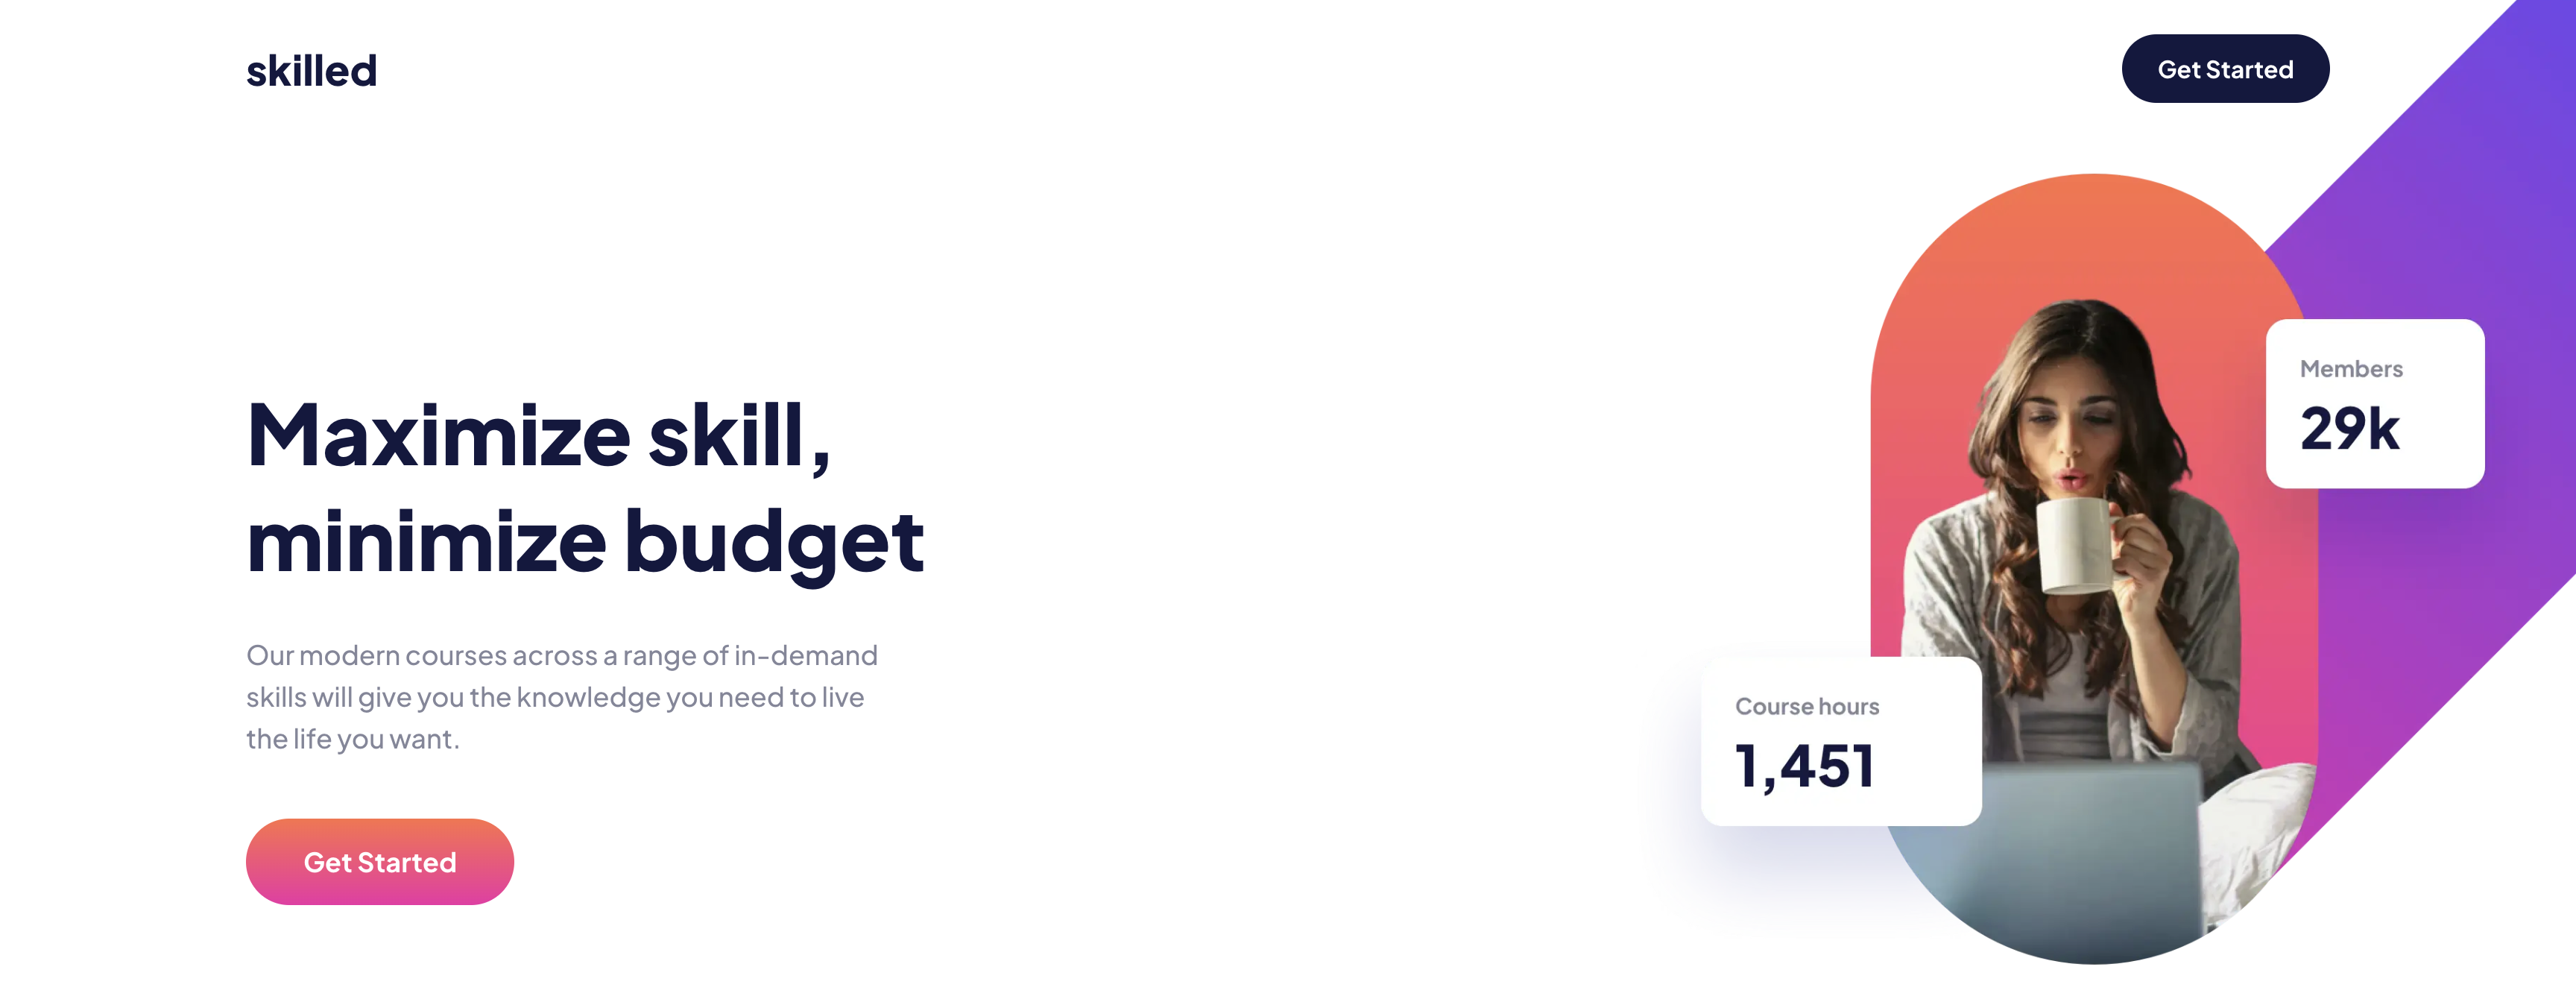 skilled
Get Started
Maximize skill,
minimize budget
Our modern courses across a range of in-demand
skills will give you the knowledge you need to live
the life you want.
Get Started
Members
29k
Course hours
1,451